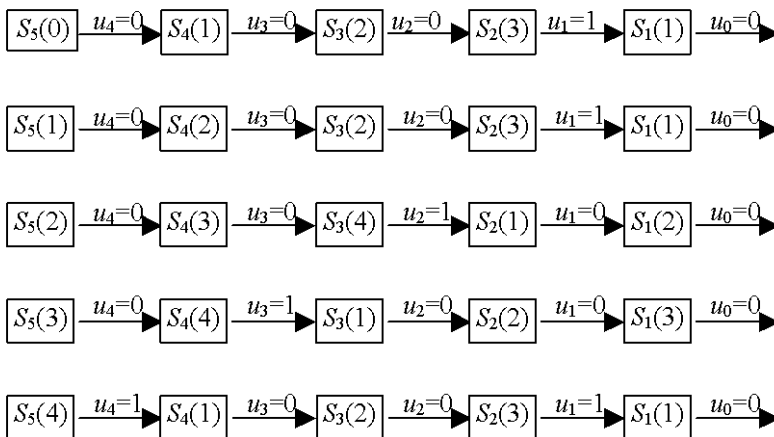 S₅(0) u₄=0 S₄(1) u₃=0 S₃(2) u₂=0 S₂(3) u₁=1 S₁(1) u₀=0
S₅(1) u₄=0 S₄(2) u₃=0 S₃(2) u₂=0 S₂(3) u₁=1 S₁(1) u₀=0
S₅(2) u₄=0 S₄(3) u₃=0 S₃(4) u₂=1 S₂(1) u₁=0 S₁(2) u₀=0
S₅(3) u₄=0 S₄(4) u₃=1 S₃(1) u₂=0 S₂(2) u₁=0 S₁(3) u₀=0
S₅(4) u₄=1 S₄(1) u₃=0 S₃(2) u₂=0 S₂(3) u₁=1 S₁(1) u₀=0